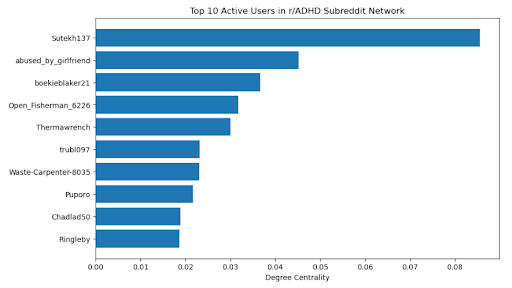 Top 10 Active Users in r/ADHD Subreddit Network
Sutekh137
abused_by_girlfriend
boekieblaker21
Open_Fisherman_6226
Thermawrench
trubl097
Waste-Carpenter-8035
Puporo
Chadlad50
Ringleby
0.00 0.01 0.02 0.03 0.04 0.05 0.06 0.07 0.08
Degree Centrality